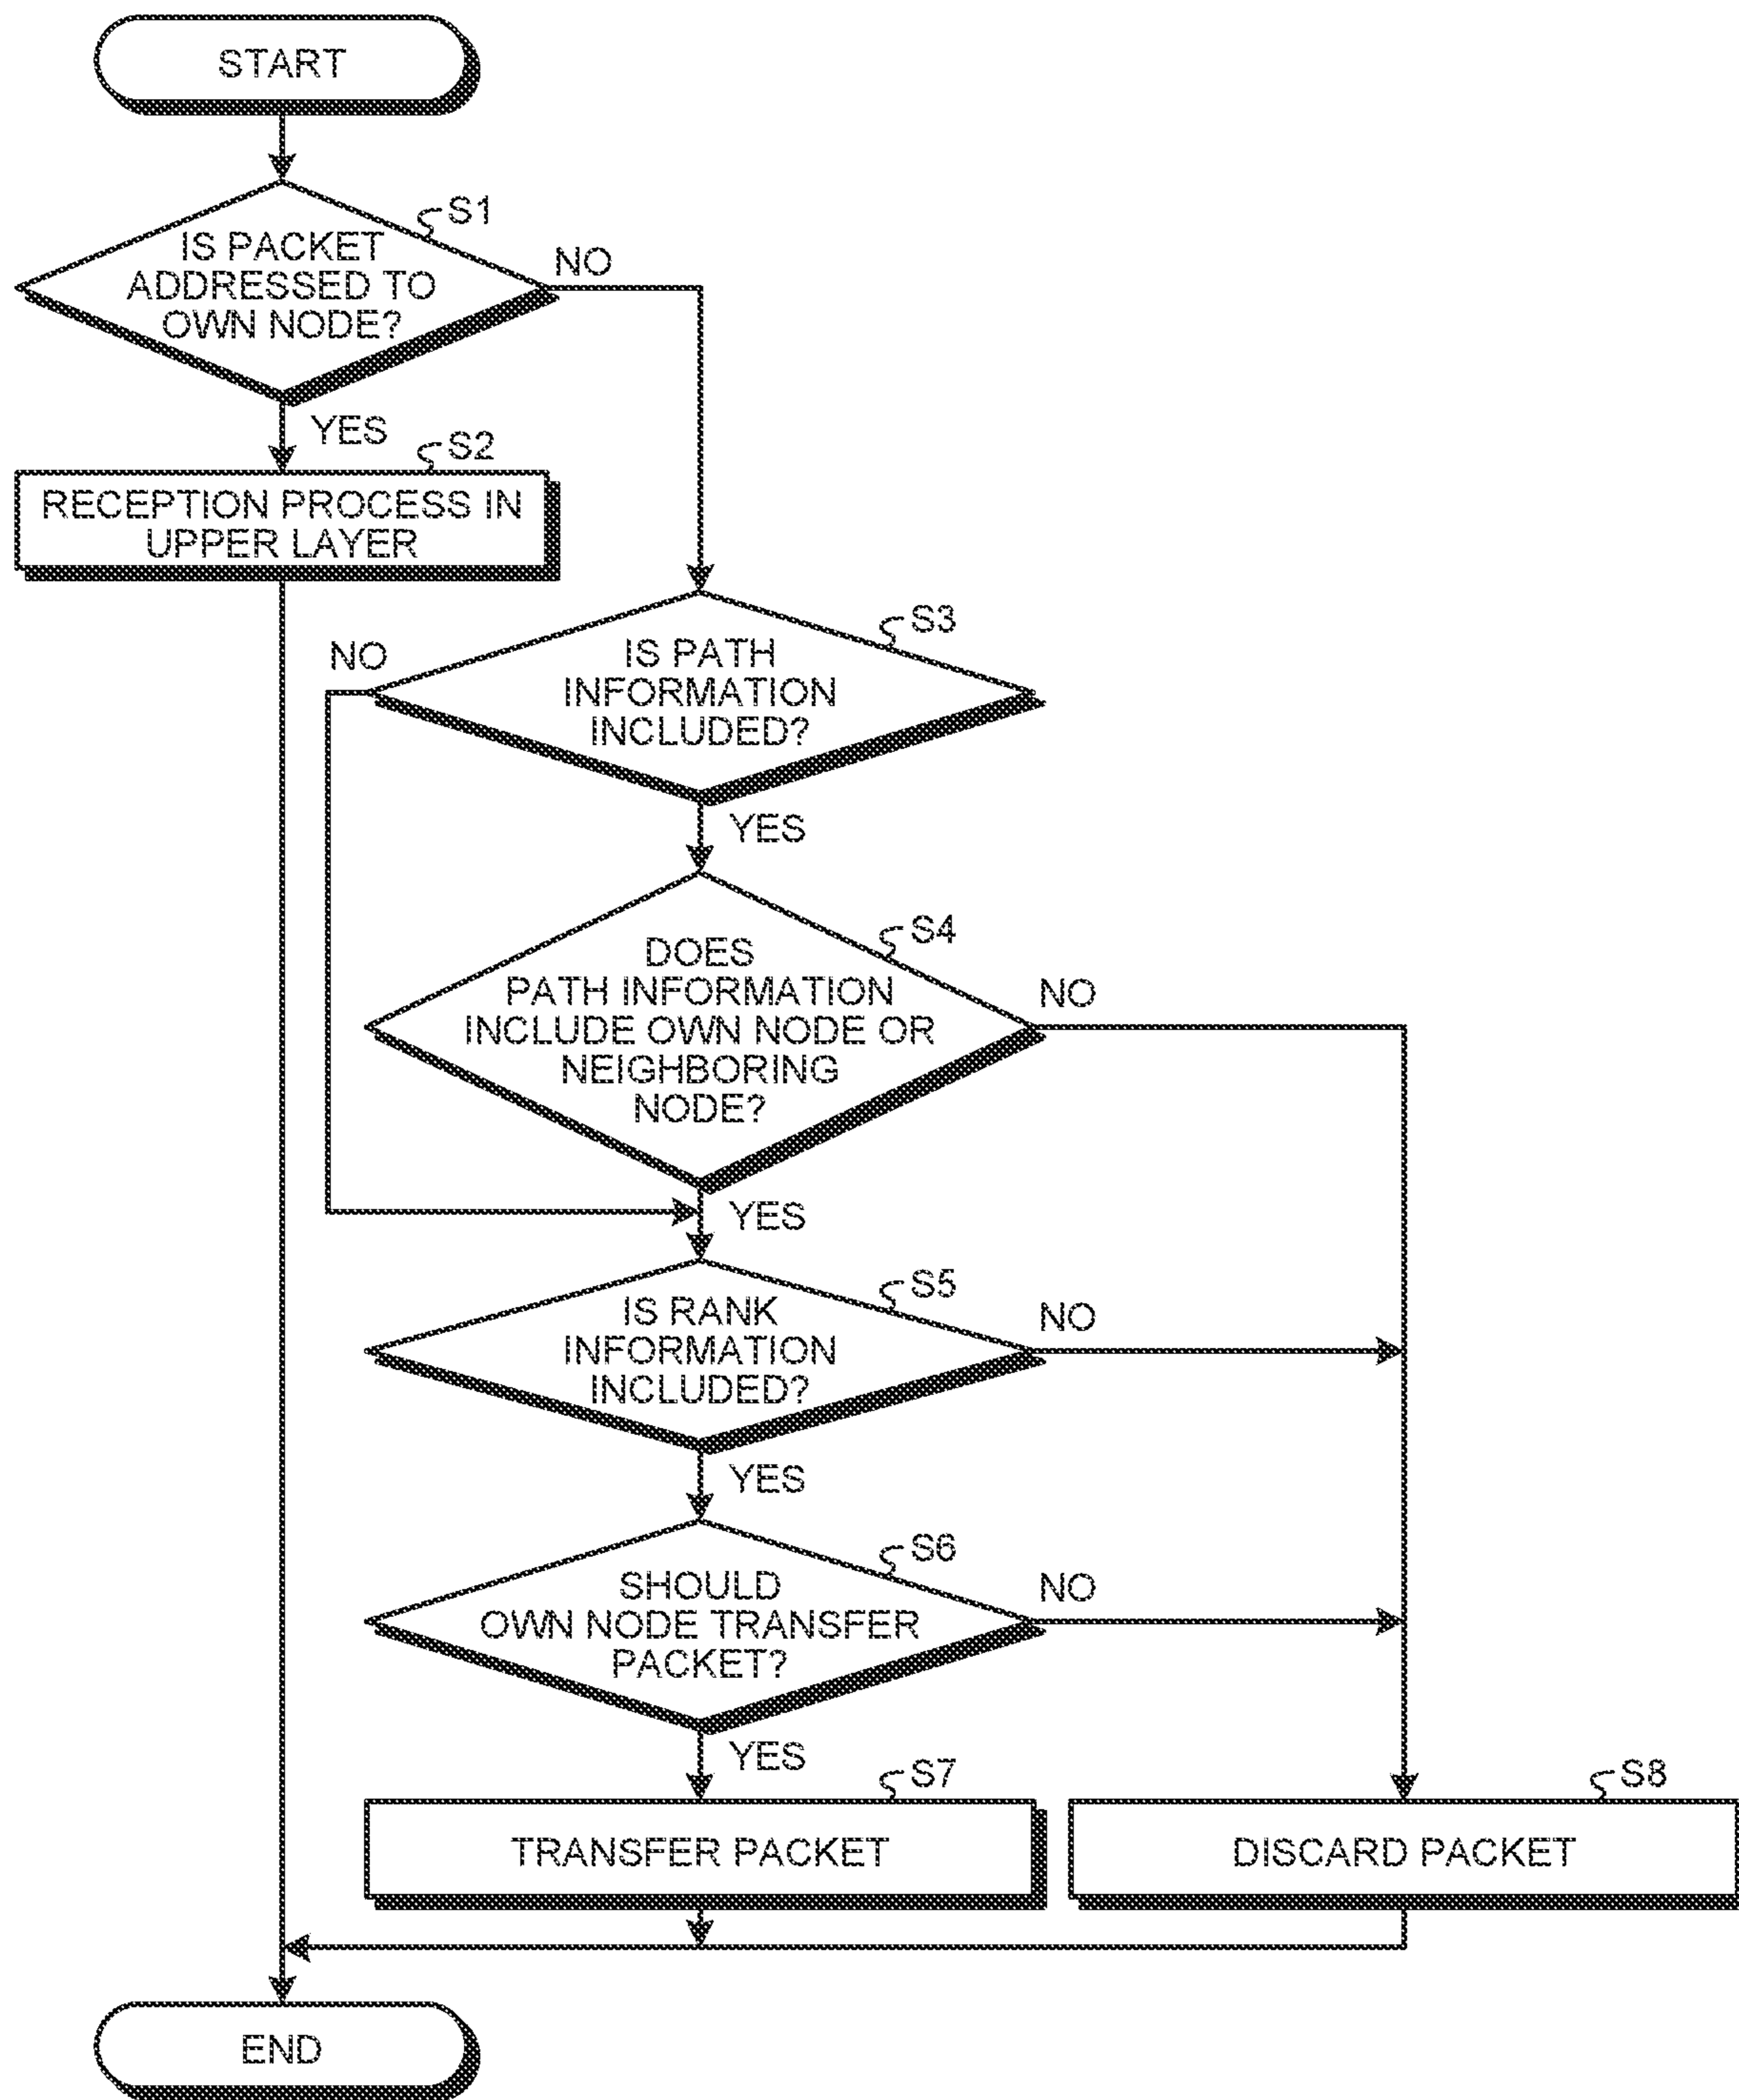 START
S1
IS PACKET
ADDRESSED TO
OWN NODE?
NO
YES
S2
RECEPTION PROCESS IN
UPPER LAYER
S3
NO
IS PATH
INFORMATION
INCLUDED?
YES
S4
DOES
PATH INFORMATION
INCLUDE OWN NODE OR
NEIGHBORING
NODE?
NO
YES
S5
IS RANK
INFORMATION
INCLUDED?
NO
YES
S6
SHOULD
OWN NODE TRANSFER
PACKET?
NO
YES
S7
TRANSFER PACKET
S8
DISCARD PACKET
END